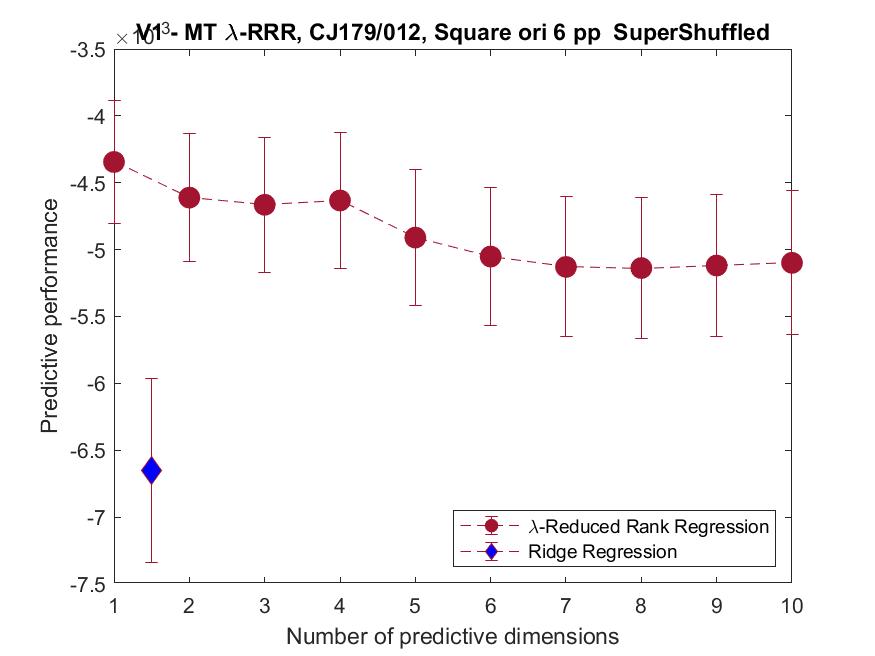 V1 - MT λ-RRR, CJ179/012, Square ori 6 pp SuperShuffled
-3.5
-4
-4.5
-5
-5.5
-6
-6.5
-7
-7.5
Predictive performance
1 2 3 4 5 6 7 8 9 10
Number of predictive dimensions
λ-Reduced Rank Regression
Ridge Regression